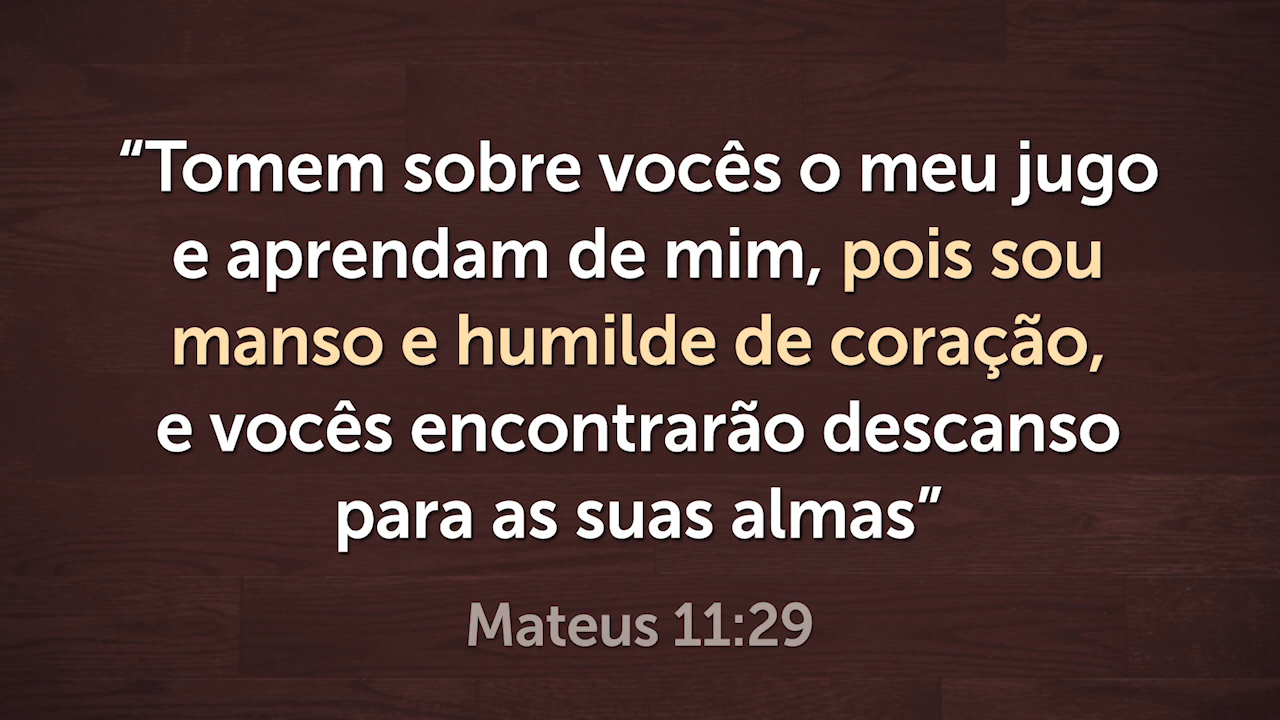 “Tomem sobre vocês o meu jugo
e aprendam de mim, pois sou
manso e humilde de coração,
e vocês encontrarão descanso
para as suas almas”
Mateus 11:29